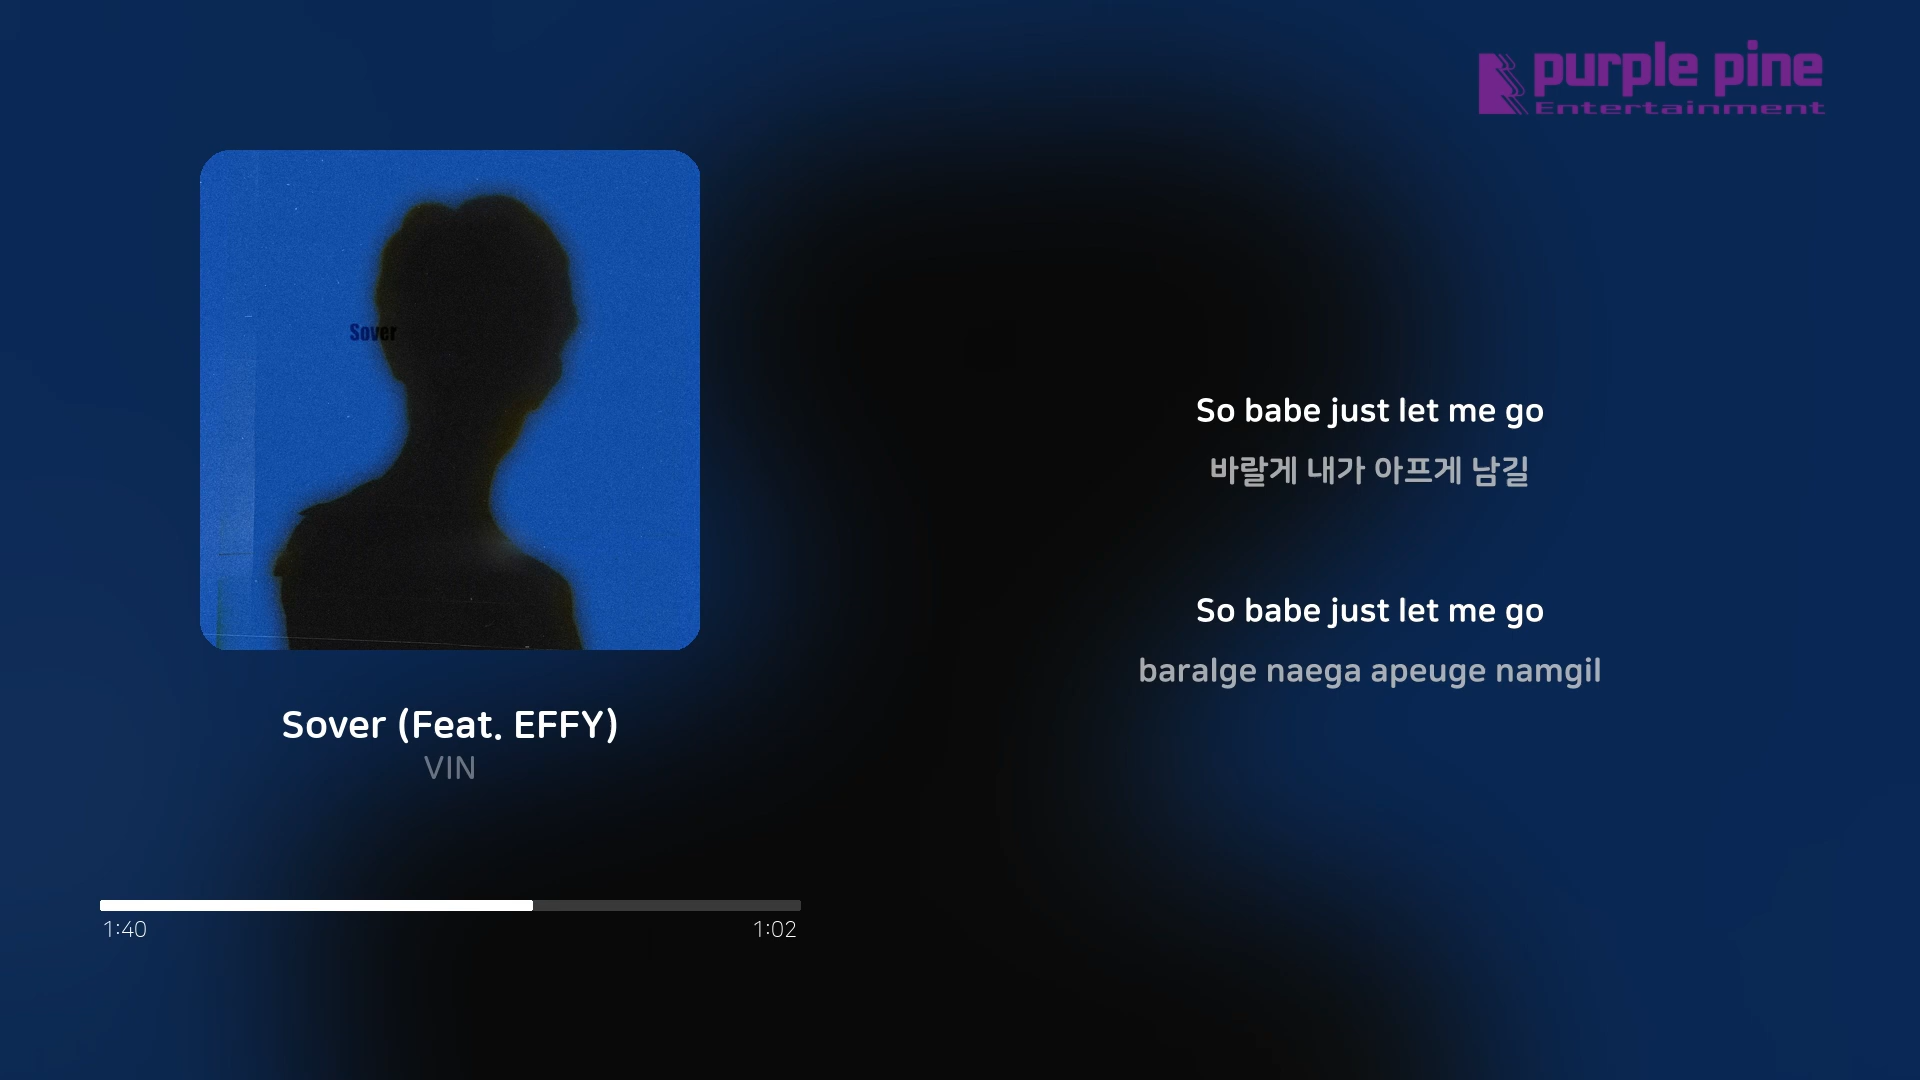 purple pine
Entertainment
Sover
Sover (Feat. EFFY)
VIN
1:40
1:02
So babe just let me go
바랄게 내가 아프게 남길
So babe just let me go
baralge naega apeuge namgil